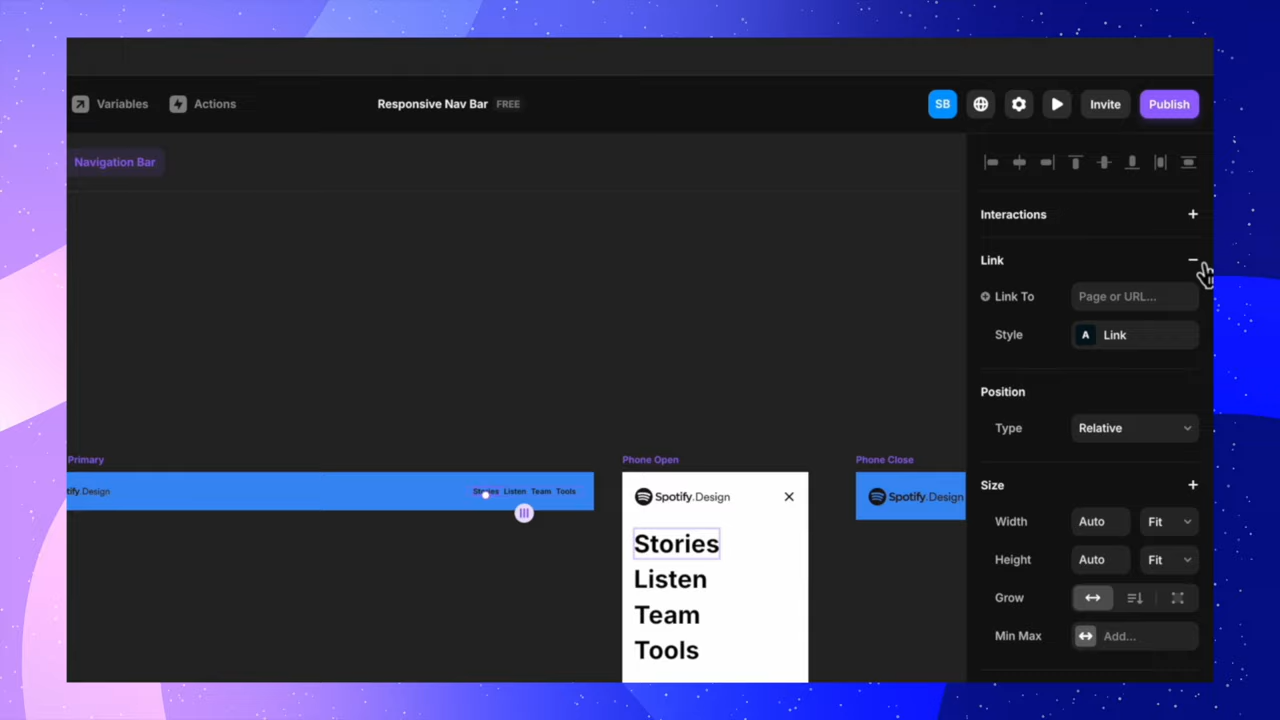 Variables
Actions
Responsive Nav Bar FREE
SB
Invite
Publish
Navigation Bar
Interactions
Link
Link To
Page or URL...
Style
A
Link
Position
Type
Relative
Size
Width
Auto
Fit
Height
Auto
Fit
Grow
Min Max
Add...
Primary
ify.Design
Stories Listen Team Tools
Phone Open
Spotify.Design
Stories
Listen
Team
Tools
Phone Close
Spotify.Design